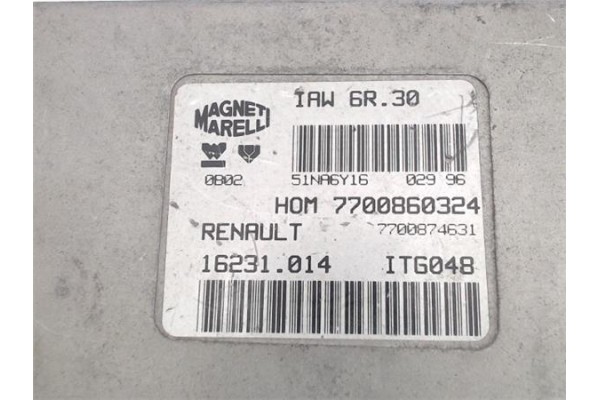 MAGNETI
MARELLI
IAW 6R.30
0B02
51NA6Y16 029 96
HOM 7700860324
RENAULT 7700874631
16231.014 ITG048